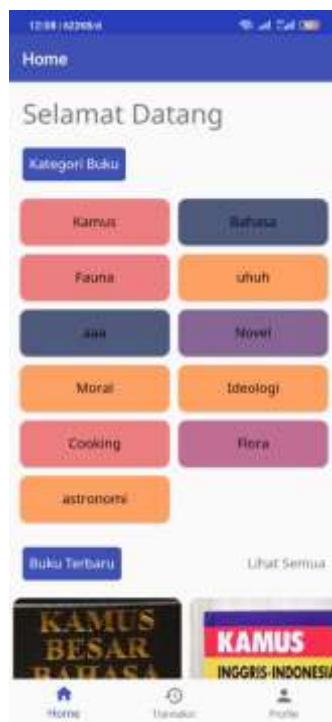 Home
Selamat Datang
Kategori Buku
Kamus
Bahasa
Fauna
uhuh
aaa
Novel
Moral
Ideologi
Cooking
Flora
astronomi
Buku Terbaru
Lihat Semua
KAMUS
BESAR
BAHASA
KAMUS
INGGRIS-INDONESIA
Home
Transaksi
Profile